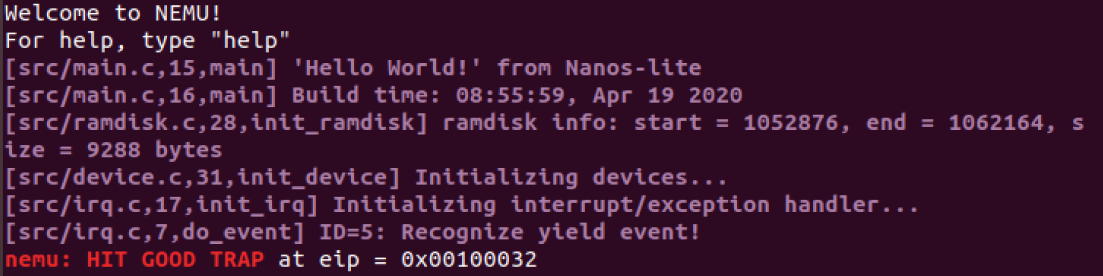 Welcome to NEMU!
For help, type "help"
[src/main.c,15,main] 'Hello World!' from Nanos-lite
[src/main.c,16,main] Build time: 08:55:59, Apr 19 2020
[src/ramdisk.c,28,init_ramdisk] ramdisk info: start = 1052876, end = 1062164, s
ize = 9288 bytes
[src/device.c,31,init_device] Initializing devices...
[src/irq.c,17,init_irq] Initializing interrupt/exception handler...
[src/irq.c,7,do_event] ID=5: Recognize yield event!
nemu: HIT GOOD TRAP at eip = 0x00100032